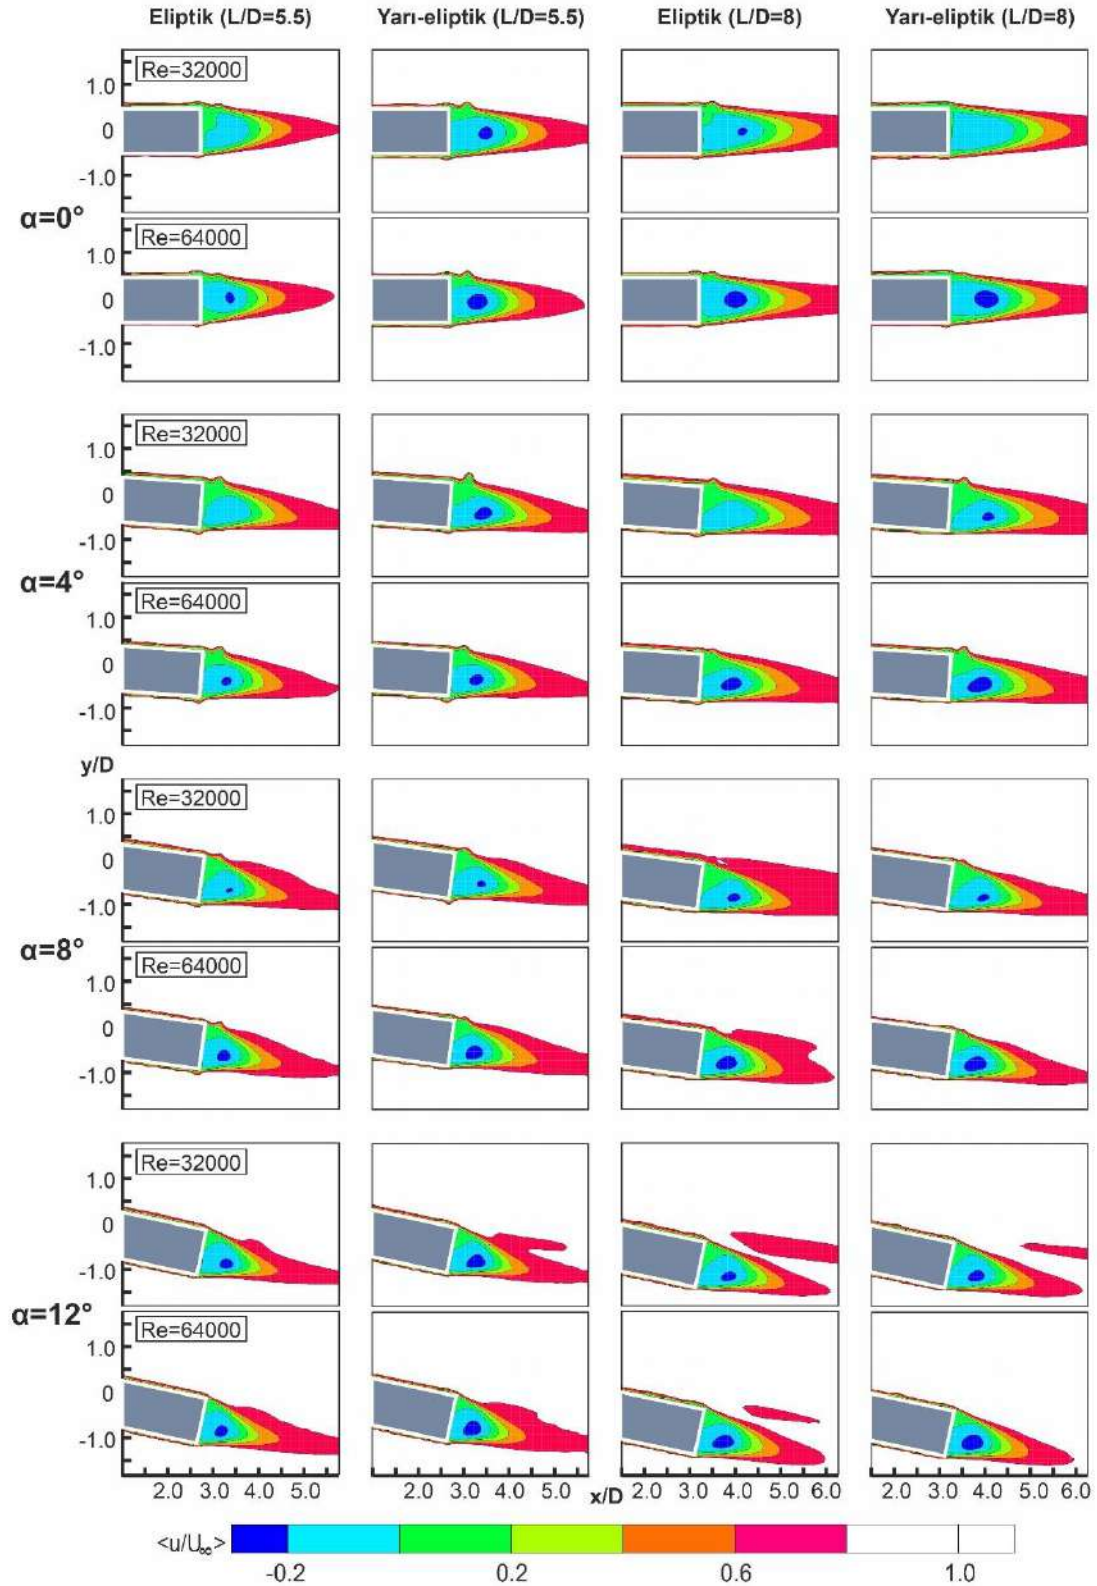 Eliptik (L/D=5.5) Yarı-eliptik (L/D=5.5) Eliptik (L/D=8) Yarı-eliptik (L/D=8)
Re=32000
1.0
0
-1.0
α=0°
Re=64000
1.0
0
-1.0
Re=32000
1.0
0
-1.0
α=4°
Re=64000
1.0
0
-1.0
y/D
Re=32000
1.0
0
-1.0
α=8°
Re=64000
1.0
0
-1.0
Re=32000
1.0
0
-1.0
α=12°
Re=64000
1.0
0
-1.0
2.0 3.0 4.0 5.0 x/D 2.0 3.0 4.0 5.0 6.0
2.0 3.0 4.0 5.0 2.0 3.0 4.0 5.0 6.0
<u/U∞>
-0.2 0.2 0.6 1.0